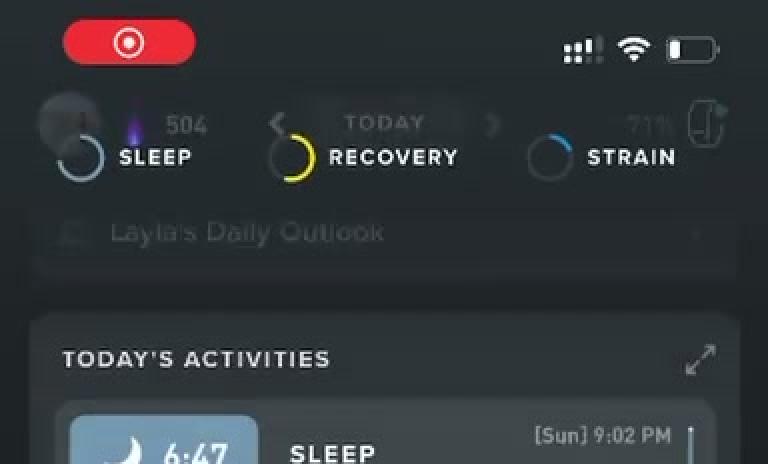 504 TODAY 71%
SLEEP RECOVERY STRAIN
Layla's Daily Outlook
TODAY'S ACTIVITIES
[Sun] 9:02 PM
6:47 SLEEP